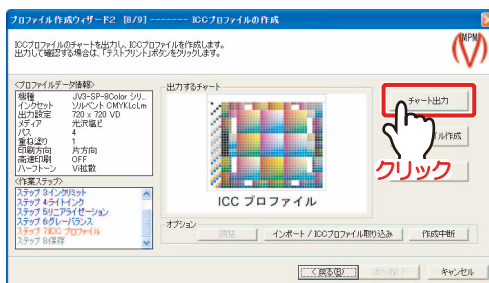 プロファイル作成ウィザード2 [8/9] ------- ICCプロファイルの作成
ICCプロファイルのチャートを出力し、ICCプロファイルを作成します。
出力して確認する場合は、「テストプリント」ボタンをクリックします。
MPM
<プロファイルデータ情報>
機種 JV3-SP-8Color シリ...
インクセット ソルベント CMYKLcLm
出力設定 720 x 720 VD
メディア 光沢塩ビ
パス 4
重ね塗り 1
印刷方向 片方向
高速印刷 OFF
ハーフトーン Vi拡散
<作業ステップ>
ステップ 3インクリミット
ステップ 4ライトインク
ステップ 5リニアライゼーション
ステップ 6グレーバランス
ステップ 7ICC プロファイル
ステップ 8保存
出力するチャート
ICC プロファイル
チャート出力
イル作成
クリック
オプション
調整
インポート / ICCプロファイル取り込み
作成中断
< 戻る(B)
次へ(N) >
キャンセル